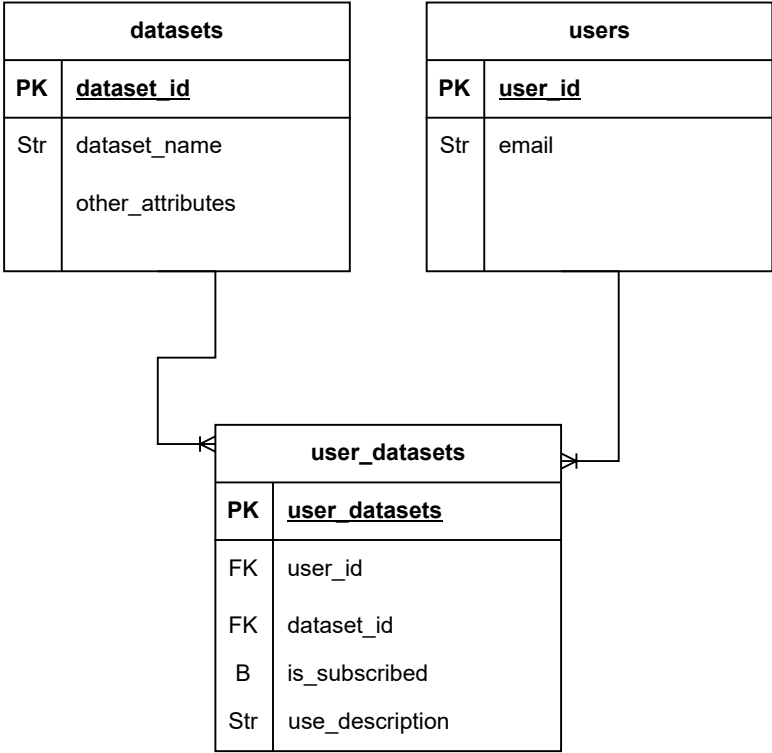 datasets
PK dataset_id
Str dataset_name
other_attributes
users
PK user_id
Str email
user_datasets
PK user_datasets
FK user_id
FK dataset_id
B is_subscribed
Str use_description